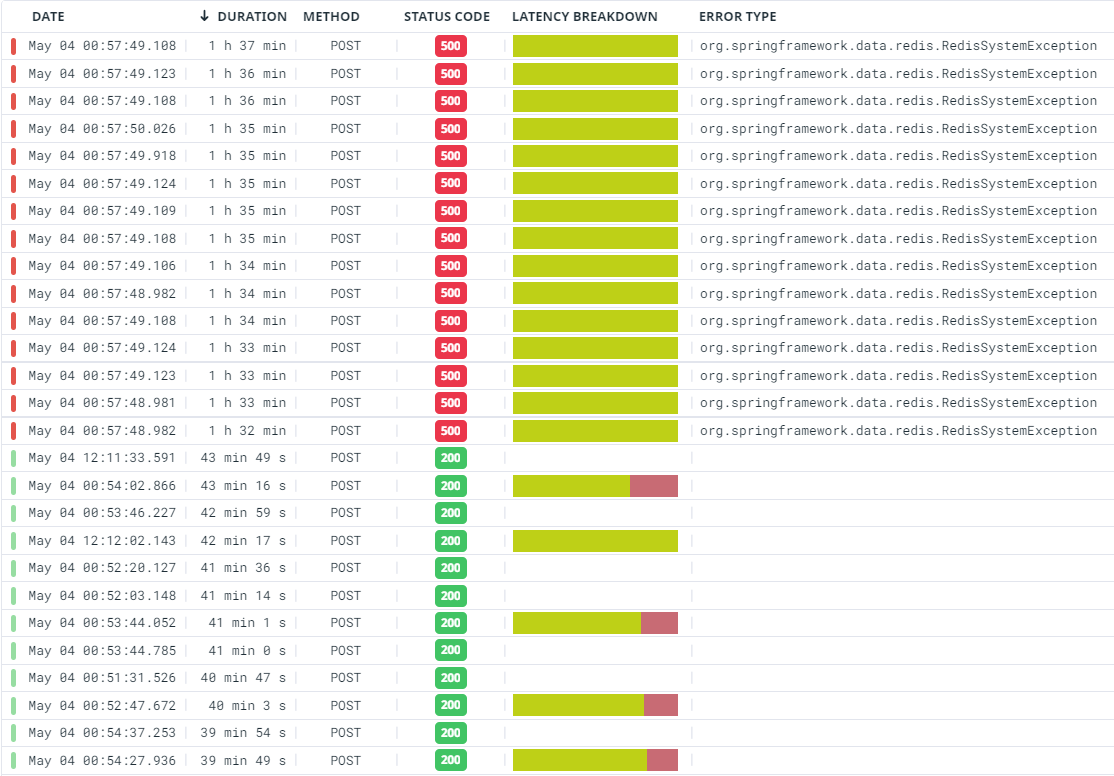 DATE ↓ DURATION METHOD STATUS CODE LATENCY BREAKDOWN ERROR TYPE
May 04 00:57:49.108 1 h 37 min POST 500 org.springframework.data.redis.RedisSystemException
May 04 00:57:49.123 1 h 36 min POST 500 org.springframework.data.redis.RedisSystemException
May 04 00:57:49.108 1 h 36 min POST 500 org.springframework.data.redis.RedisSystemException
May 04 00:57:50.026 1 h 35 min POST 500 org.springframework.data.redis.RedisSystemException
May 04 00:57:49.918 1 h 35 min POST 500 org.springframework.data.redis.RedisSystemException
May 04 00:57:49.124 1 h 35 min POST 500 org.springframework.data.redis.RedisSystemException
May 04 00:57:49.109 1 h 35 min POST 500 org.springframework.data.redis.RedisSystemException
May 04 00:57:49.108 1 h 35 min POST 500 org.springframework.data.redis.RedisSystemException
May 04 00:57:49.109 1 h 34 min POST 500 org.springframework.data.redis.RedisSystemException
May 04 00:57:48.982 1 h 34 min POST 500 org.springframework.data.redis.RedisSystemException
May 04 00:57:49.108 1 h 34 min POST 500 org.springframework.data.redis.RedisSystemException
May 04 00:57:49.124 1 h 33 min POST 500 org.springframework.data.redis.RedisSystemException
May 04 00:57:49.123 1 h 33 min POST 500 org.springframework.data.redis.RedisSystemException
May 04 00:57:48.981 1 h 33 min POST 500 org.springframework.data.redis.RedisSystemException
May 04 00:57:48.982 1 h 32 min POST 500 org.springframework.data.redis.RedisSystemException
May 04 12:11:33.591 43 min 49 s POST 200
May 04 00:54:02.860 43 min 16 s POST 200
May 04 00:53:46.227 42 min 59 s POST 200
May 04 12:12:02.143 42 min 17 s POST 200
May 04 00:52:20.127 41 min 36 s POST 200
May 04 00:52:03.148 41 min 14 s POST 200
May 04 00:53:44.052 41 min 1 s POST 200
May 04 00:53:44.785 41 min 0 s POST 200
May 04 00:51:31.520 40 min 47 s POST 200
May 04 00:52:47.672 40 min 3 s POST 200
May 04 00:54:37.253 39 min 54 s POST 200
May 04 00:54:27.930 39 min 49 s POST 200